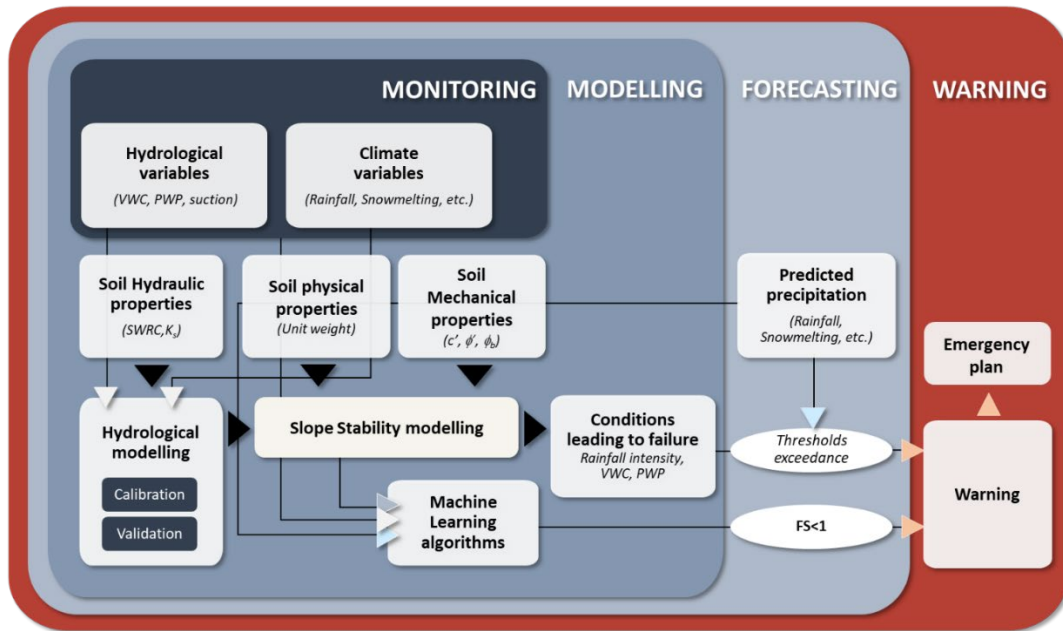 MONITORING
MODELLING
FORECASTING
WARNING
Hydrological
variables
(VWC, PWP, suction)
Climate
variables
(Rainfall, Snowmelting, etc.)
Soil Hydraulic
properties
(SWRC,Ks)
Soil physical
properties
(Unit weight)
Soil
Mechanical
properties
(c', ϕ', ϕb)
Predicted
precipitation
(Rainfall,
Snowmelting, etc.)
Emergency
plan
Hydrological
modelling
Calibration
Validation
Slope Stability modelling
Conditions
leading to failure
Rainfall intensity,
VWC, PWP
Thresholds
exceedance
Warning
Machine
Learning
algorithms
FS<1